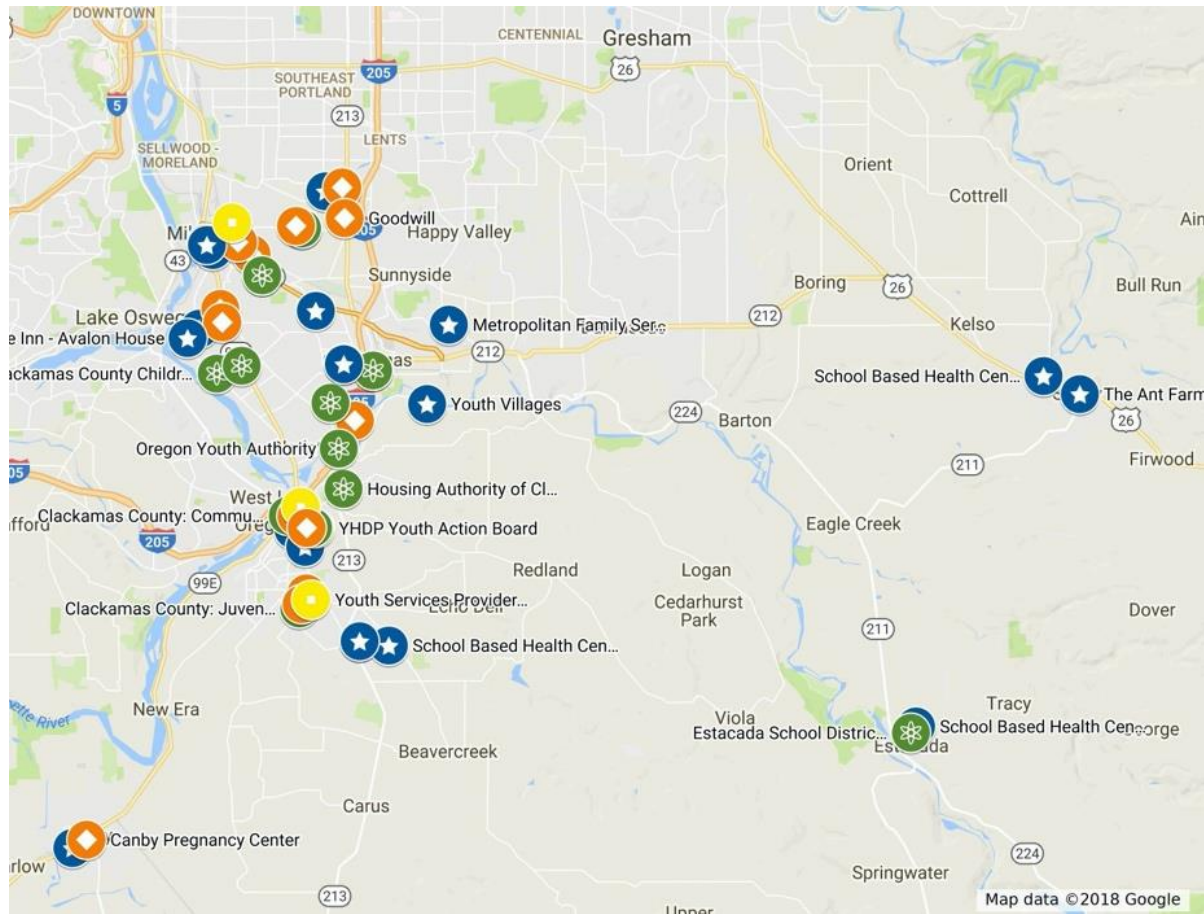 DOWNTOWN
CENTENNIAL
Gresham
26
205
5
SOUTHEAST
PORTLAND
213
LENTS
SELLWOOD -
MORELAND
Orient
Cottrell
Goodwill
Happy Valley
205
43
Sunnyside
Boring
26
Bull Run
Lake Oswego
212
Kelso
Metropolitan Family Ser...
e Inn - Avalon House
212
ackamas County Childr...
School Based Health Cen...
The Ant Farm
Youth Villages
224
Barton
26
Oregon Youth Authority
211
Firwood
05
West
Housing Authority of Cl...
Clackamas County: Commu...
YHDP Youth Action Board
Eagle Creek
205
213
99E
Redland
Logan
Youth Services Provider...
Clackamas County: Juven...
Cedarhurst
Park
Dover
211
School Based Health Cen...
New Era
Tracy
Viola
School Based Health Cen...
Estacada School Distric...
Estacada
Beavercreek
Carus
Canby Pregnancy Center
Springwater
224
213
Upper
Map data ©2018 Google